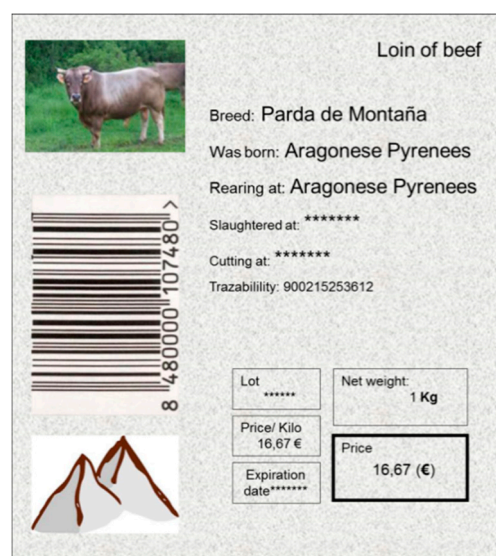 Loin of beef
Breed: Parda de Montaña
Was born: Aragonese Pyrenees
Rearing at: Aragonese Pyrenees
Slaughtered at: *******
Cutting at: *******
Trazabilility: 900215253612
8 480000 107480 >
Lot
******
Net weight:
1 Kg
Price/ Kilo
16,67 €
Price
16,67 (€)
Expiration
date*******